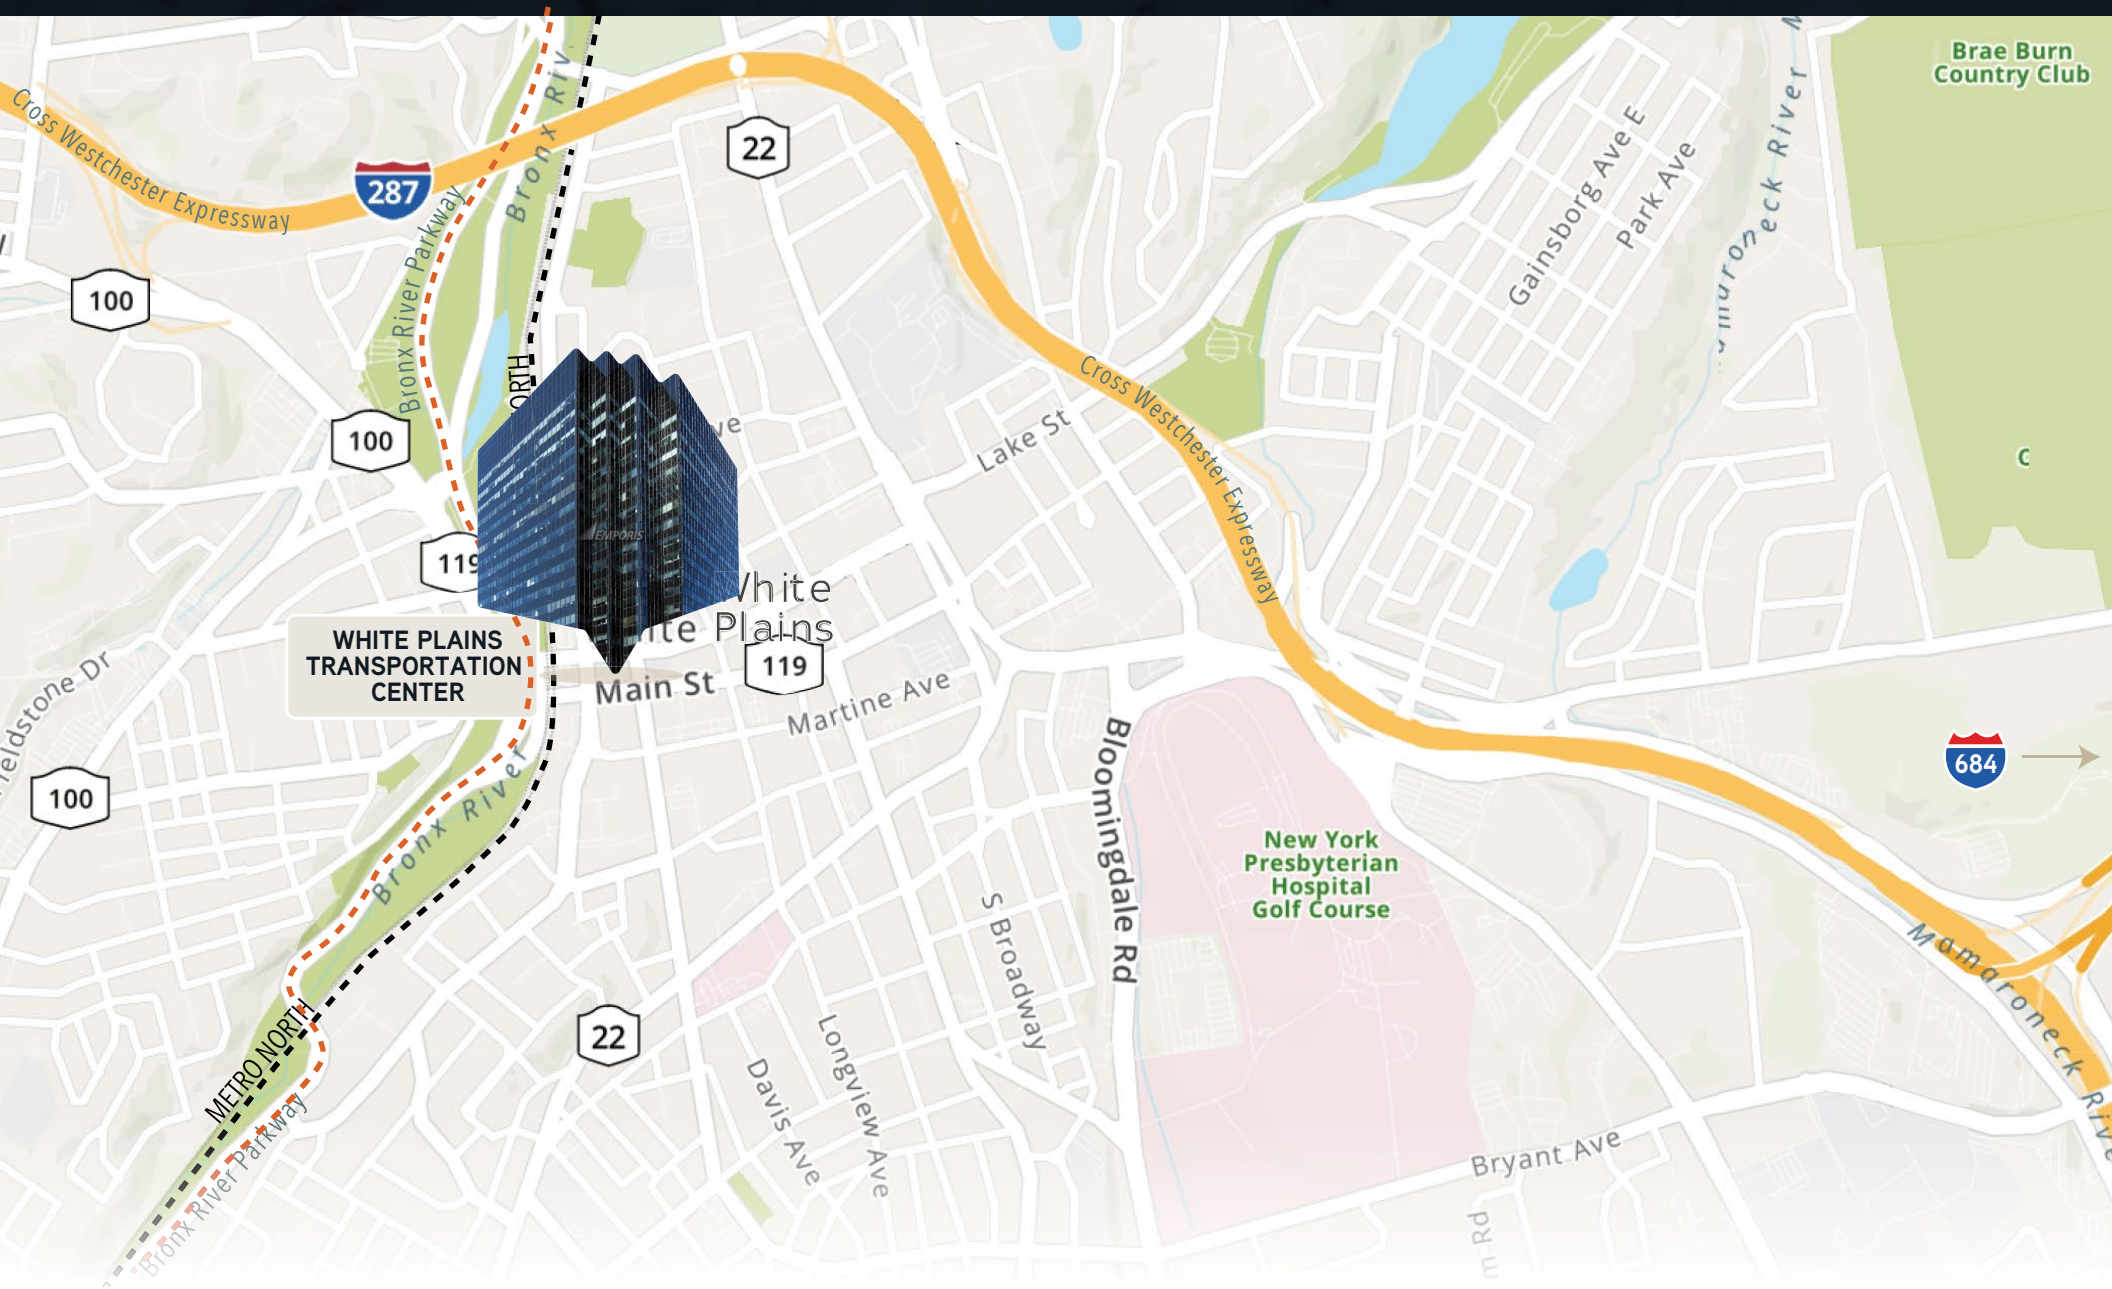 Brae Burn
Country Club
Cross Westchester Expressway
287
22
Bronx
Bronx River Parkway
Gainsborg Ave E
Park Ave
River
100
100
Lake St
Cross Westchester Expressway
119
EMPORIS
White
Plains
WHITE PLAINS
TRANSPORTATION
CENTER
119
Main St
Martine Ave
Bloomingdale Rd
684
100
Bronx River
New York
Presbyterian
Hospital
Golf Course
S Broadway
Mamaroneck
METRO NORTH
22
Longview Ave
Davis Ave
Bronx River Parkway
Bryant Ave
Rd